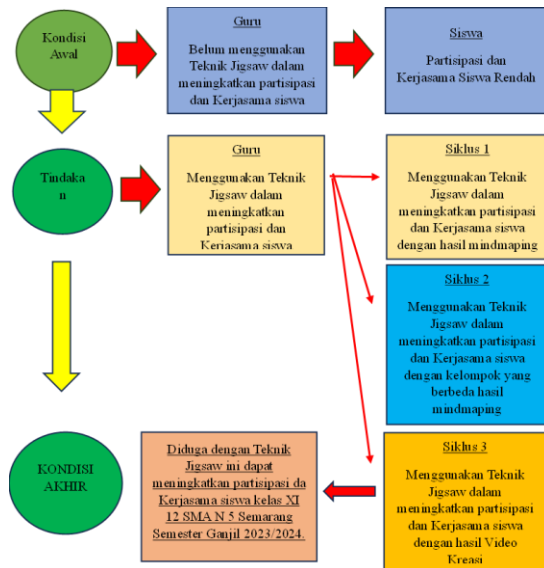 Kondisi
Awal
Guru
Belum menggunakan
Teknik Jigsaw dalam
meningkatkan partisipasi
dan Kerjasama siswa
Siswa
Partisipasi dan
Kerjasama Siswa Rendah
Tindaka
n
Guru
Menggunakan Teknik
Jigsaw dalam
meningkatkan
partisipasi dan
Kerjasama siswa
Siklus 1
Menggunakan Teknik
Jigsaw dalam
meningkatkan partisipasi
dan Kerjasama siswa
dengan hasil mindmaping
Siklus 2
Menggunakan Teknik
Jigsaw dalam
meningkatkan partisipasi
dan Kerjasama siswa
dengan kelompok yang
berbeda hasil
mindmaping
Siklus 3
Menggunakan Teknik
Jigsaw dalam
meningkatkan partisipasi
dan Kerjasama siswa
dengan hasil Video
Kreasi
Diduga dengan Teknik
Jigsaw ini dapat
meningkatkan partisipasi da
Kerjasama siswa kelas XI
12 SMA N 5 Semarang
Semester Ganjil 2023/2024.
KONDISI
AKHIR